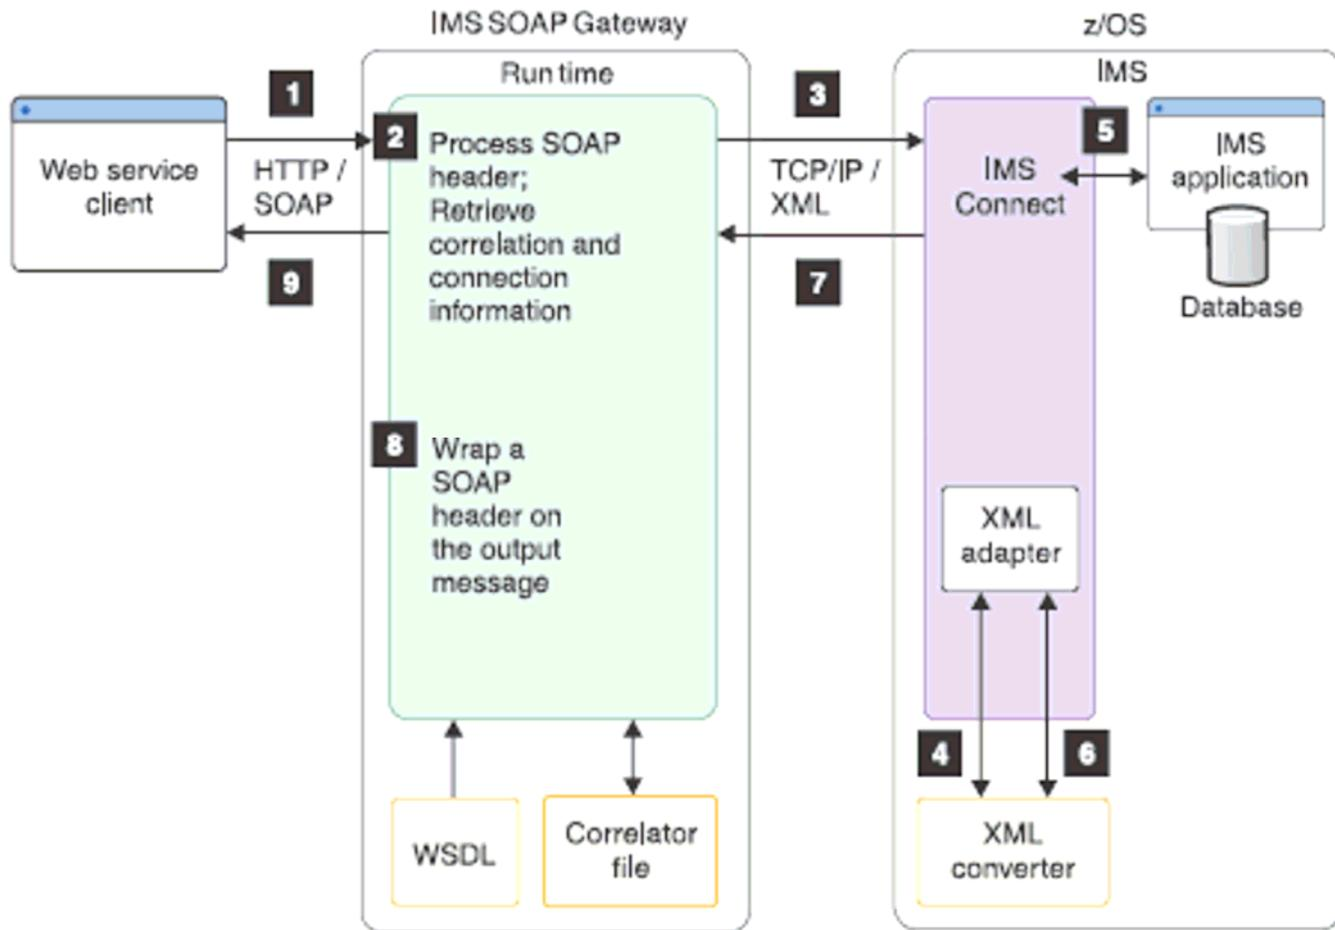 IMS SOAP Gateway
z/OS
Run time
IMS
1
3
2
5
Web service
client
HTTP /
SOAP
Process SOAP
header;
Retrieve
correlation and
connection
information
TCP/IP /
XML
IMS
Connect
IMS
application
9
7
Database
8
Wrap a
SOAP
header on
the output
message
XML
adapter
4
6
WSDL
Correlator
file
XML
converter